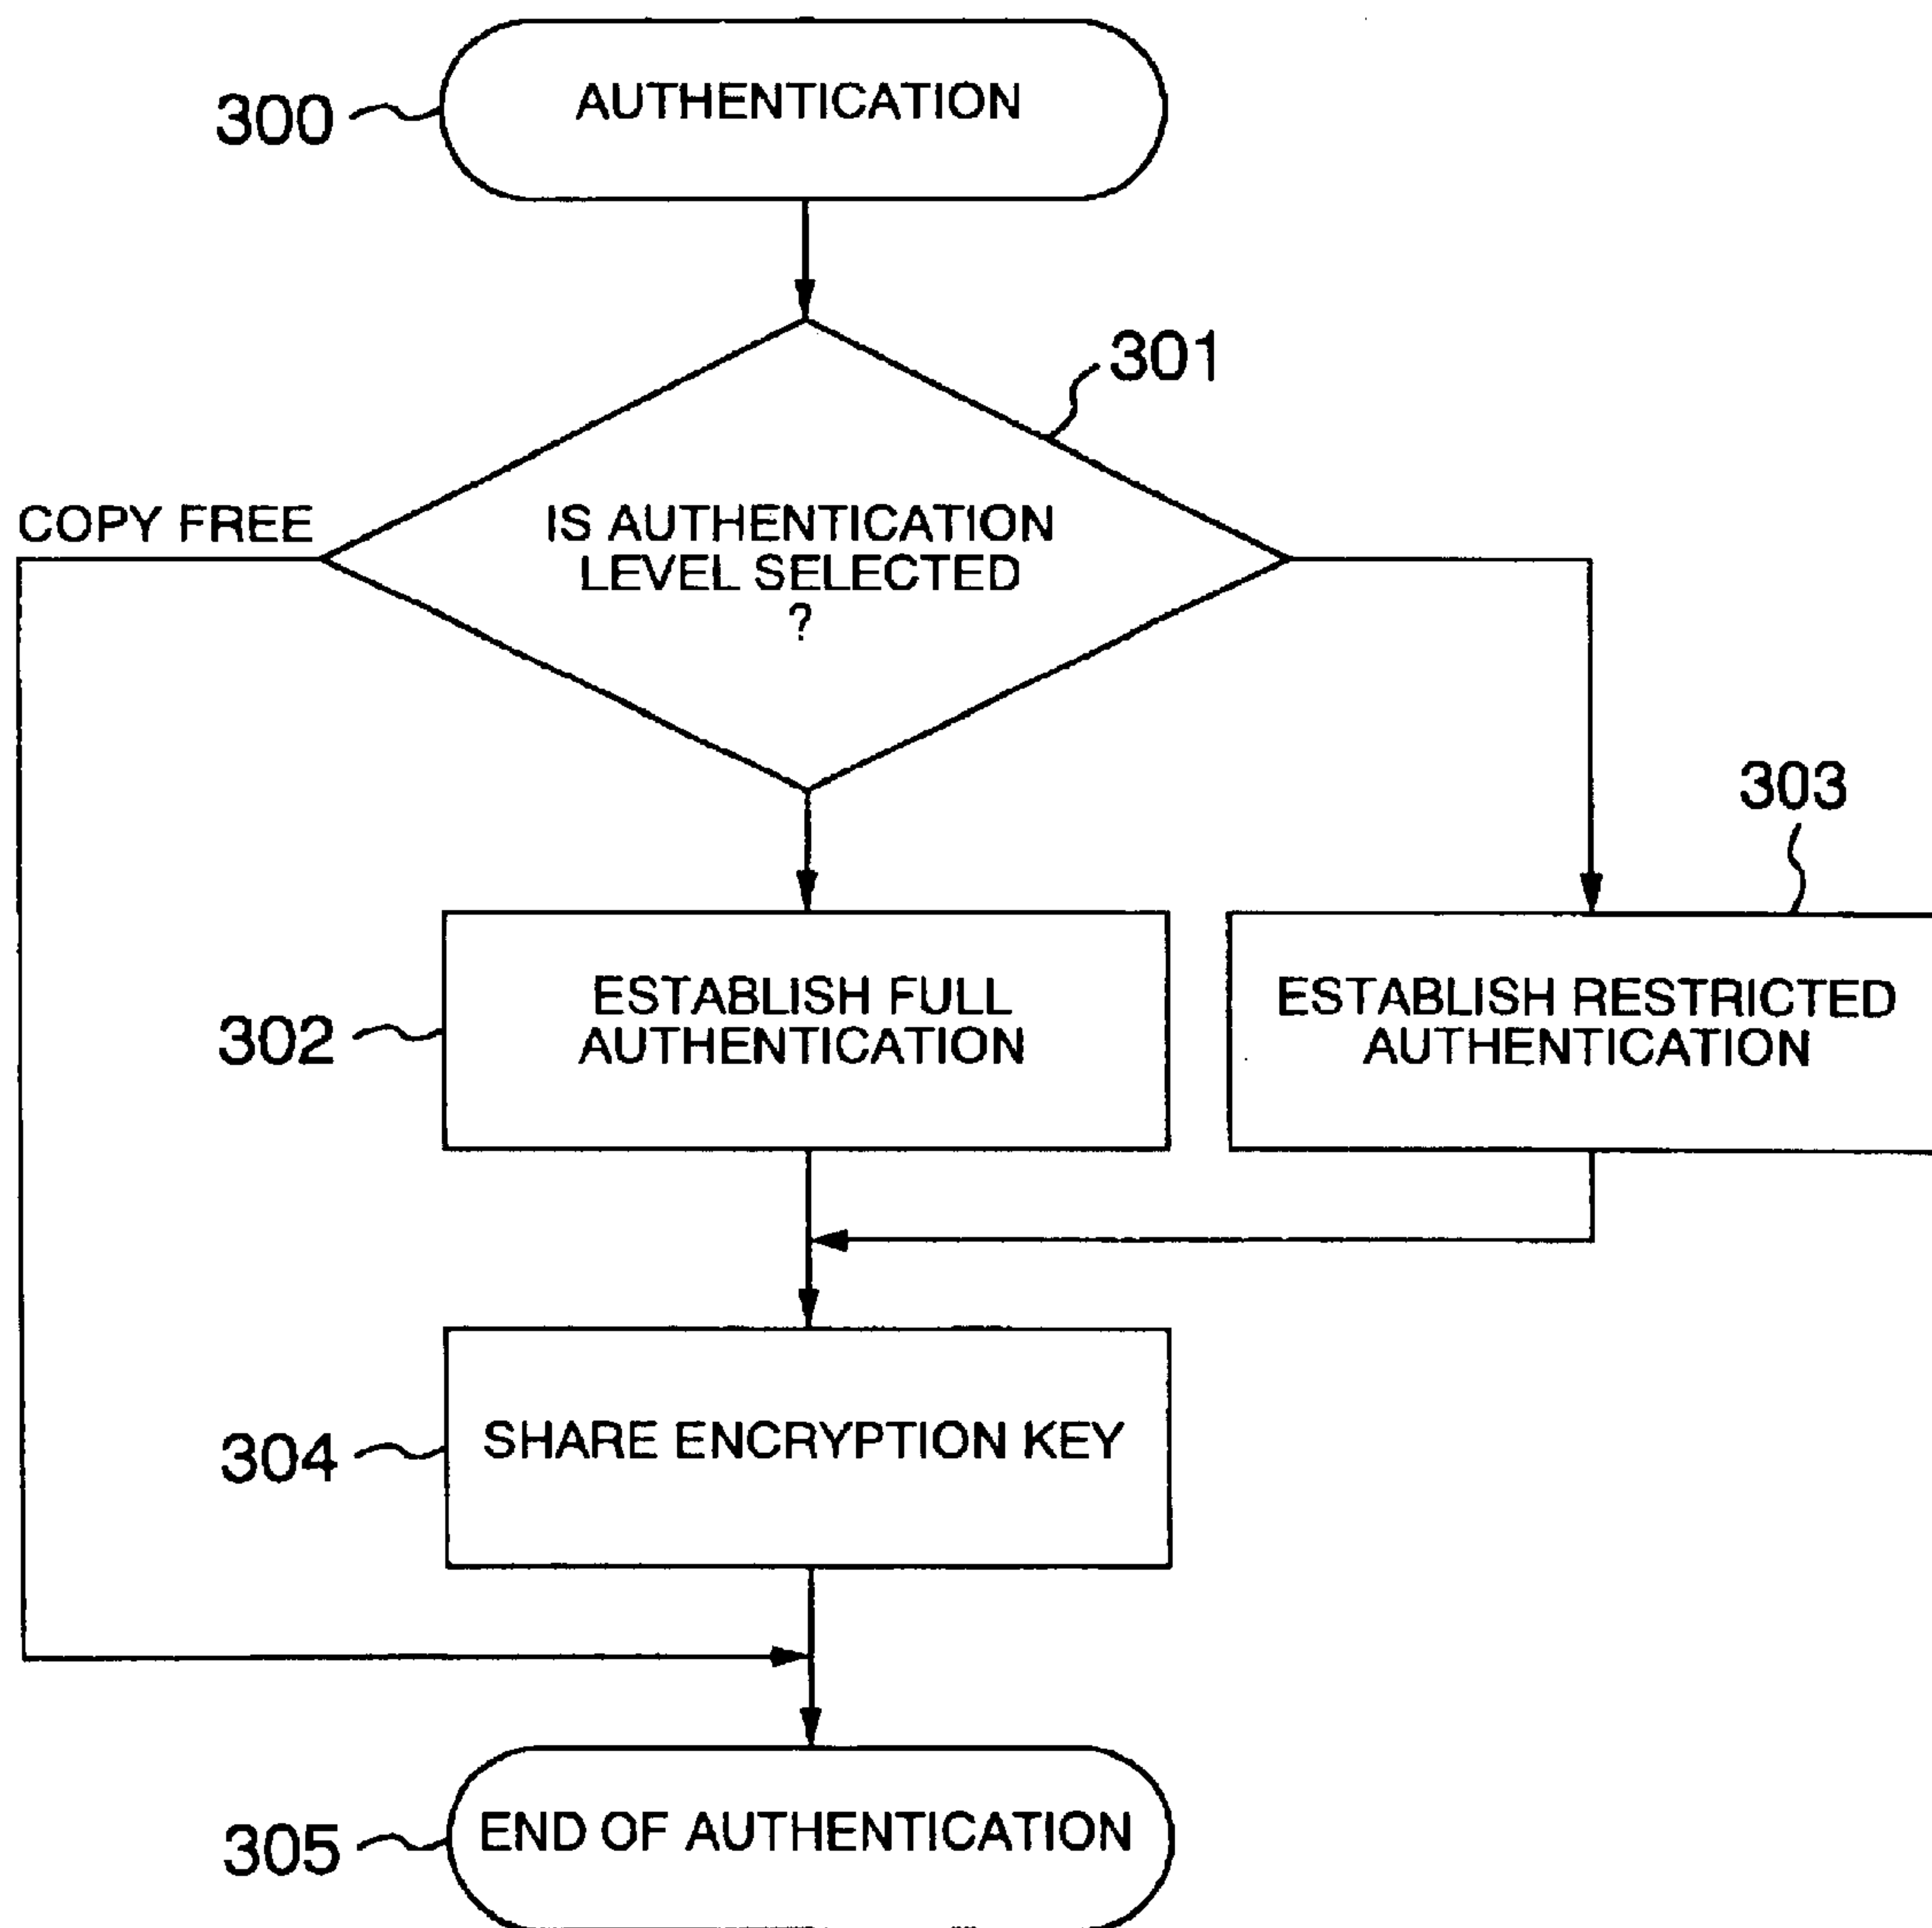 300
AUTHENTICATION
301
COPY FREE
IS AUTHENTICATION
LEVEL SELECTED
?
303
302
ESTABLISH FULL
AUTHENTICATION
ESTABLISH RESTRICTED
AUTHENTICATION
304
SHARE ENCRYPTION KEY
305
END OF AUTHENTICATION